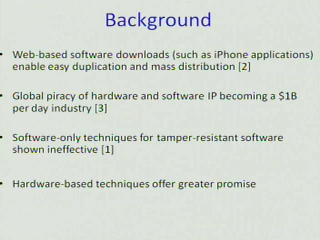 Background
• Web-based software downloads (such as iPhone applications)
enable easy duplication and mass distribution [2]
• Global piracy of hardware and software IP becoming a $1B
per day industry [3]
• Software-only techniques for tamper-resistant software
shown ineffective [1]
• Hardware-based techniques offer greater promise